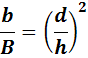 b/B = (d/h)²